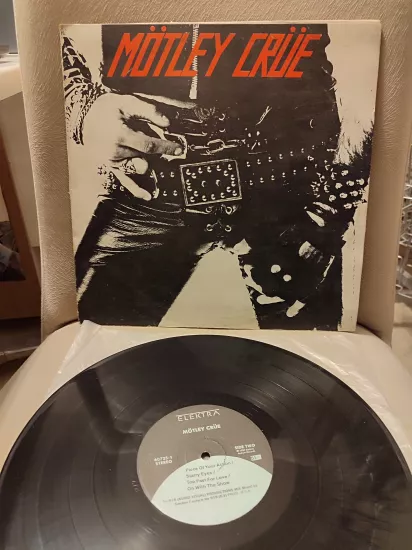 MÖTLEY CRÜE
ELEKTRA
MÖTLEY CRÜE
STEREO
SIDE TWO
Piece Of Your Action
Starry Eyes
Too Fast For Love
On With The Show